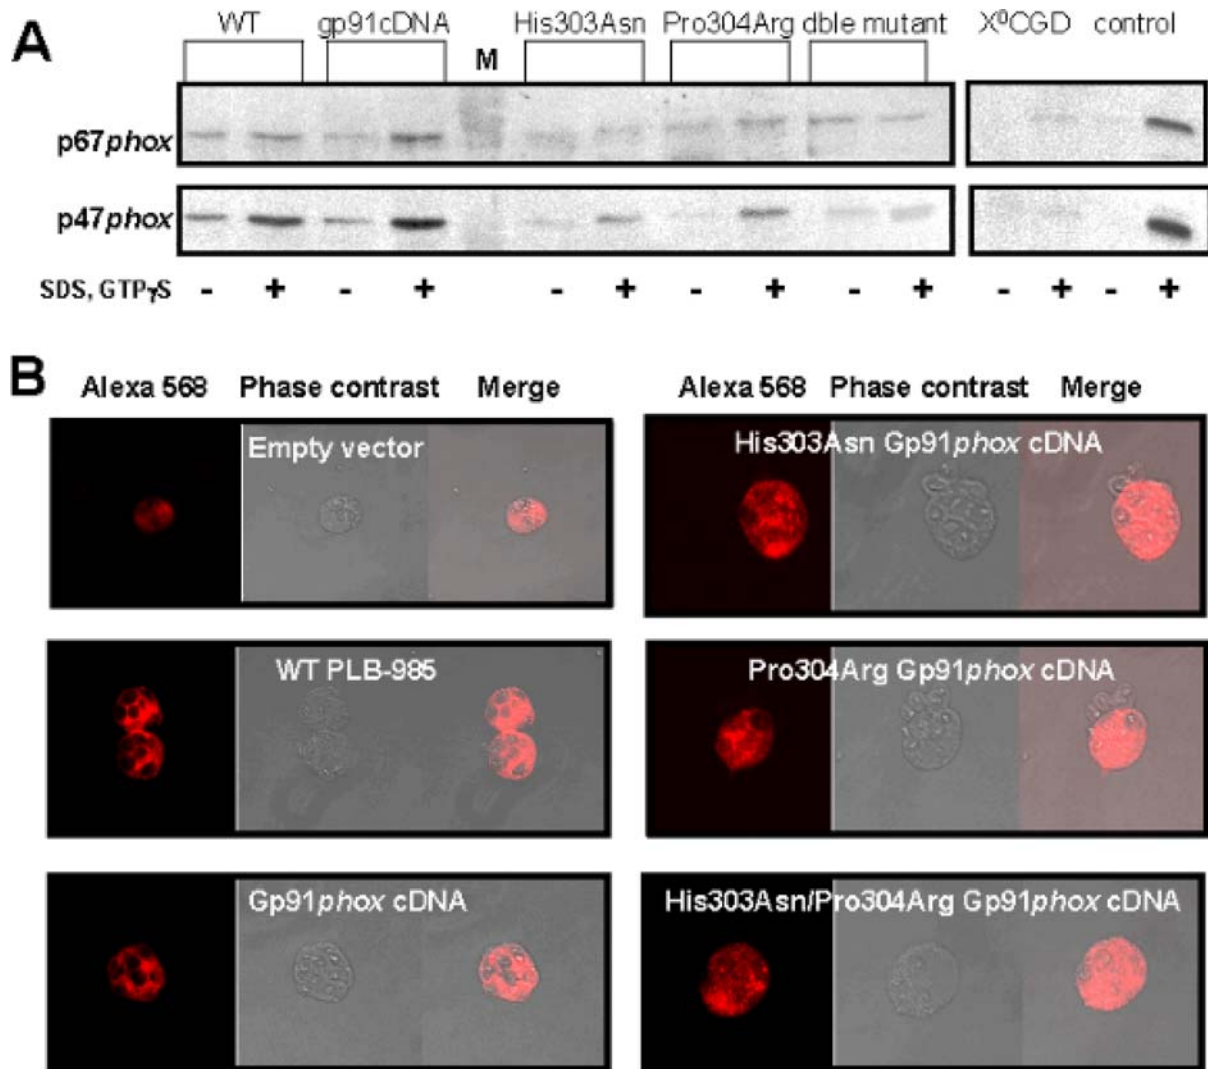 A
WT gp91cDNA M His303Asn Pro304Arg dble mutant X⁰CGD control
p67phox
p47phox
SDS, GTPγS - + - + - + - + - + - + - +
B
Alexa 568 Phase contrast Merge Alexa 568 Phase contrast Merge
Empty vector
His303Asn Gp91phox cDNA
WT PLB-985
Pro304Arg Gp91phox cDNA
Gp91phox cDNA
His303Asn/Pro304Arg Gp91phox cDNA